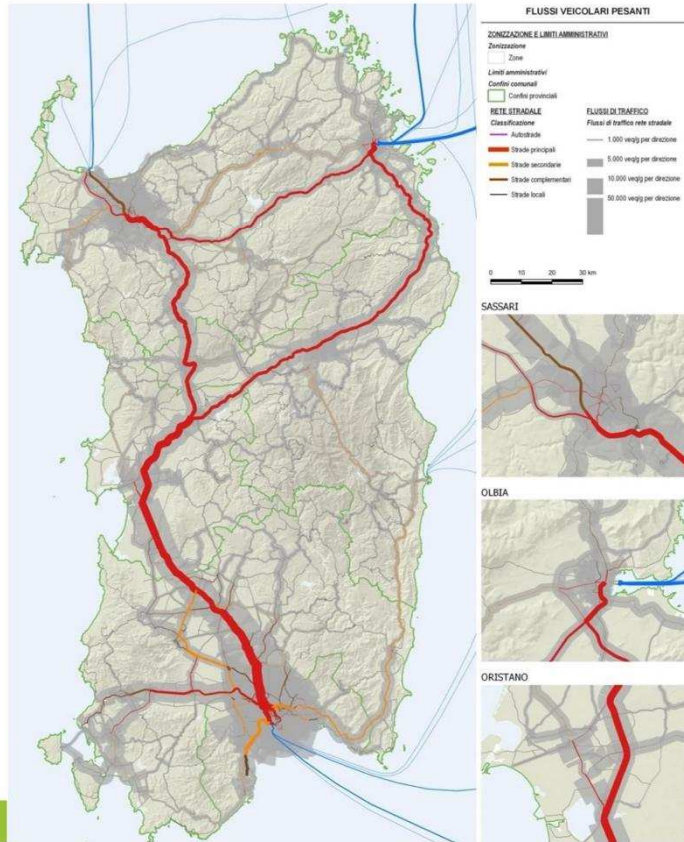 FLUSSI VEICOLARI PESANTI
ZONIZZAZIONE E LIMITI AMMINISTRATIVI
Zonizzazione
Zone
Limiti amministrativi
Confini comunali
Confini provinciali
RETE STRADALE
Classificazione
Autostrade
Strade principali
Strade secondarie
Strade complementari
Strade locali
FLUSSI DI TRAFFICO
Flussi di traffico rete stradale
1.000 veq/g per direzione
5.000 veq/g per direzione
10.000 veq/g per direzione
50.000 veq/g per direzione
0 10 20 30 km
SASSARI
OLBIA
ORISTANO